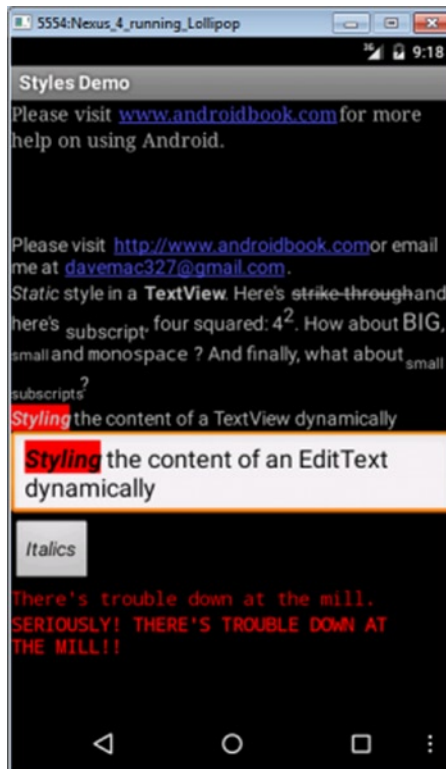 5554:Nexus_4_running_Lollipop
3G 9:18
Styles Demo
Please visit www.androidbook.com for more
help on using Android.
Please visit http://www.androidbook.com or email
me at davemac327@gmail.com.
Static style in a TextView. Here's strike-through and
here's subscript, four squared: 4². How about BIG,
small and monospace ? And finally, what about small
subscripts?
Styling the content of a TextView dynamically
Styling the content of an EditText
dynamically
Italics
There's trouble down at the mill.
SERIOUSLY! THERE'S TROUBLE DOWN AT
THE MILL!!